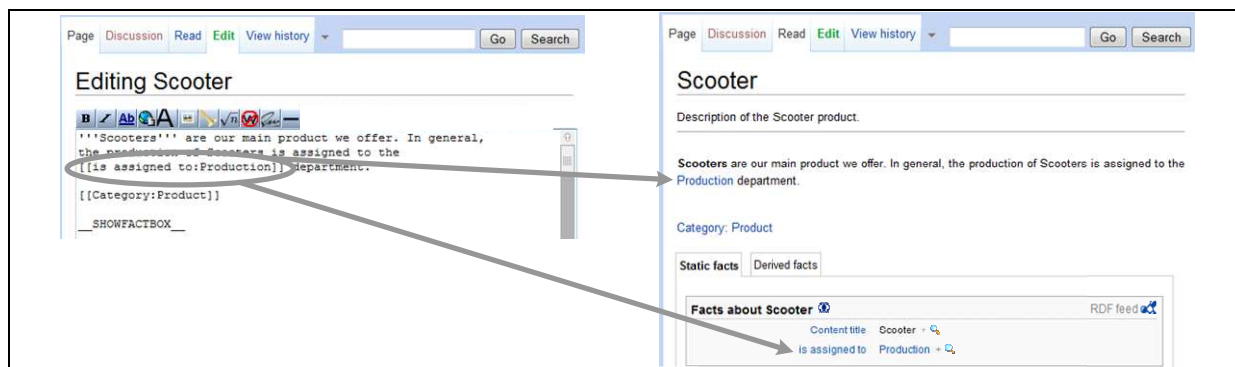 Page Discussion Read Edit View history Go Search
Editing Scooter
B I Ab A √n W
'''Scooters''' are our main product we offer. In general,
the production of Scooters is assigned to the
[[is assigned to:Production]] department.
[[Category:Product]]
__SHOWFACTBOX__
Page Discussion Read Edit View history Go Search
Scooter
Description of the Scooter product.
Scooters are our main product we offer. In general, the production of Scooters is assigned to the
Production department.
Category: Product
Static facts Derived facts
Facts about Scooter RDF feed
Content title Scooter +
is assigned to Production +